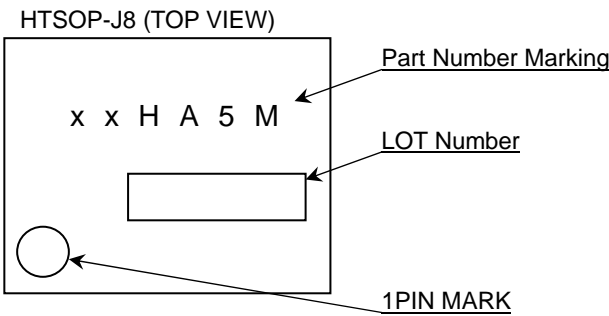 HTSOP-J8 (TOP VIEW)
Part Number Marking
x x H A 5 M
LOT Number
1PIN MARK